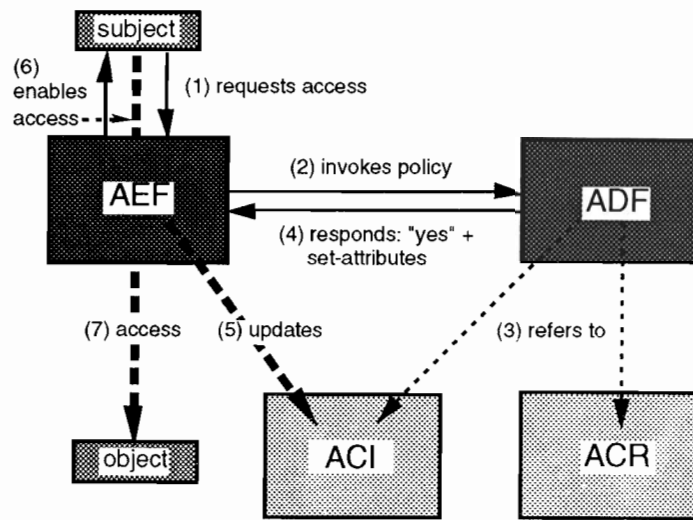 subject
(6)
enables
access
(1) requests access
(2) invokes policy
AEF
ADF
(4) responds: "yes" +
set-attributes
(7) access
(5) updates
(3) refers to
object
ACI
ACR